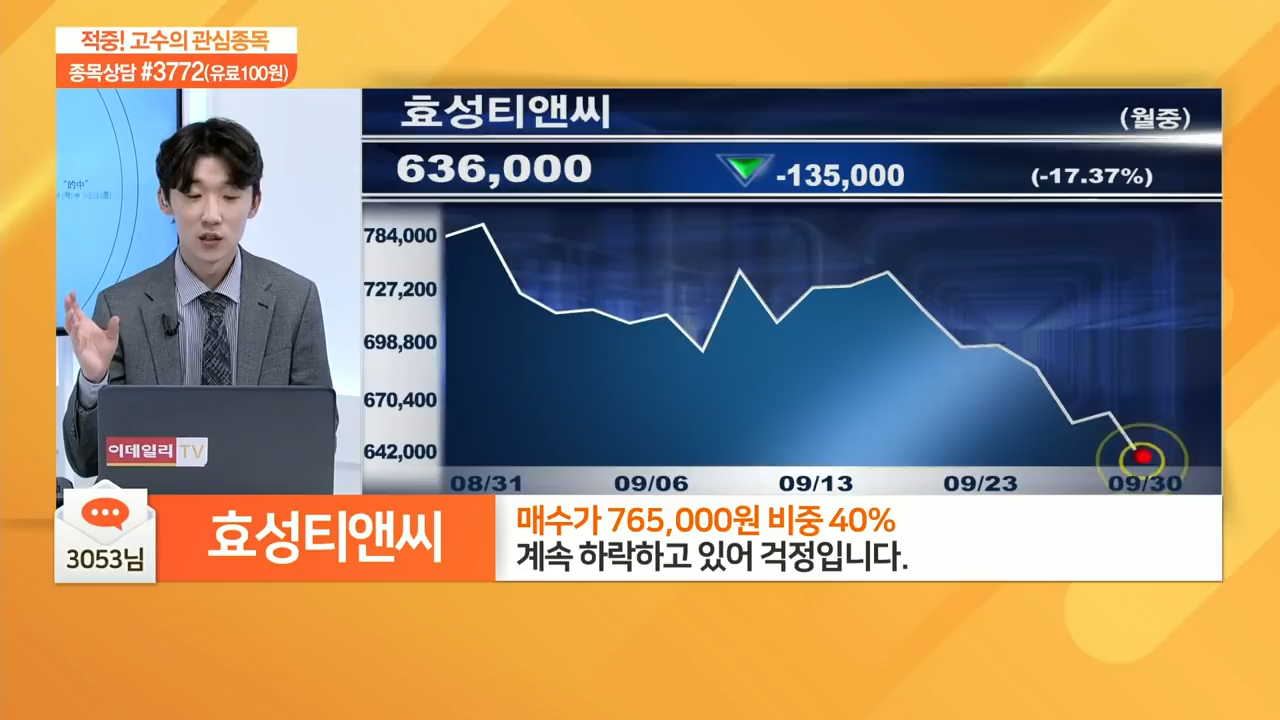 적중! 고수의 관심종목
종목상담 #3772(유료100원)
"的中"
효성티앤씨
(월중)
636,000 -135,000 (-17.37%)
784,000
727,200
698,800
670,400
642,000
08/31 09/06 09/13 09/23 09/30
이데일리 TV
3053님
효성티앤씨
매수가 765,000원 비중 40%
계속 하락하고 있어 걱정입니다.